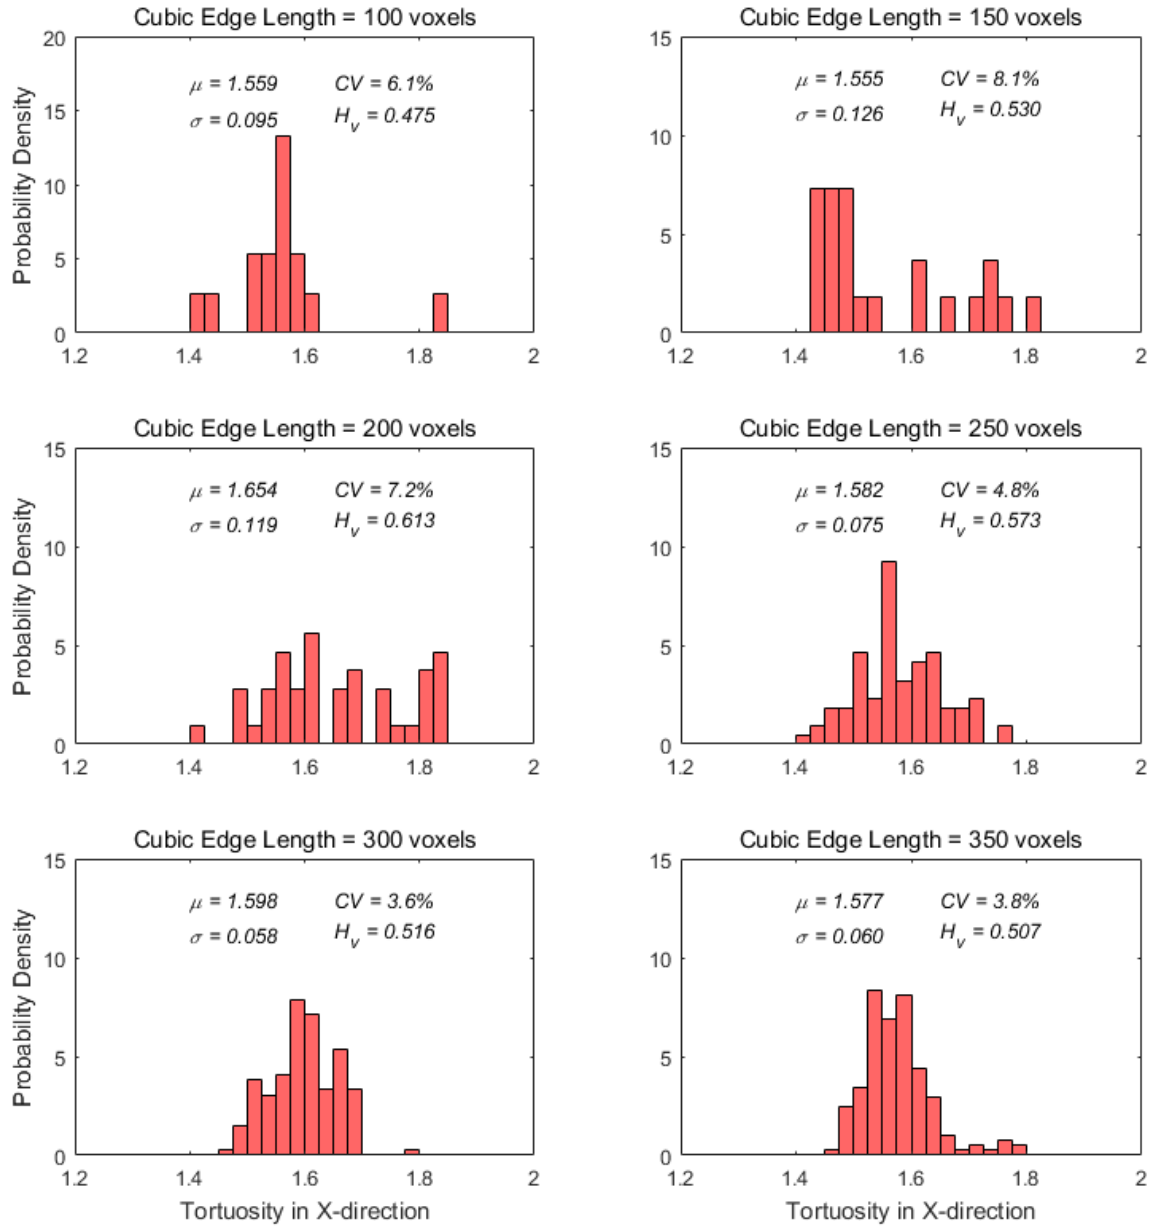 Cubic Edge Length = 100 voxels
20
15
10
5
0
μ = 1.559 CV = 6.1%
σ = 0.095 H_v = 0.475
1.2 1.4 1.6 1.8 2
Probability Density
Cubic Edge Length = 150 voxels
15
10
5
0
μ = 1.555 CV = 8.1%
σ = 0.126 H_v = 0.530
1.2 1.4 1.6 1.8 2
Cubic Edge Length = 200 voxels
15
10
5
0
μ = 1.654 CV = 7.2%
σ = 0.119 H_v = 0.613
1.2 1.4 1.6 1.8 2
Probability Density
Cubic Edge Length = 250 voxels
15
10
5
0
μ = 1.582 CV = 4.8%
σ = 0.075 H_v = 0.573
1.2 1.4 1.6 1.8 2
Cubic Edge Length = 300 voxels
15
10
5
0
μ = 1.598 CV = 3.6%
σ = 0.058 H_v = 0.516
1.2 1.4 1.6 1.8 2
Probability Density
Tortuosity in X-direction
Cubic Edge Length = 350 voxels
15
10
5
0
μ = 1.577 CV = 3.8%
σ = 0.060 H_v = 0.507
1.2 1.4 1.6 1.8 2
Tortuosity in X-direction